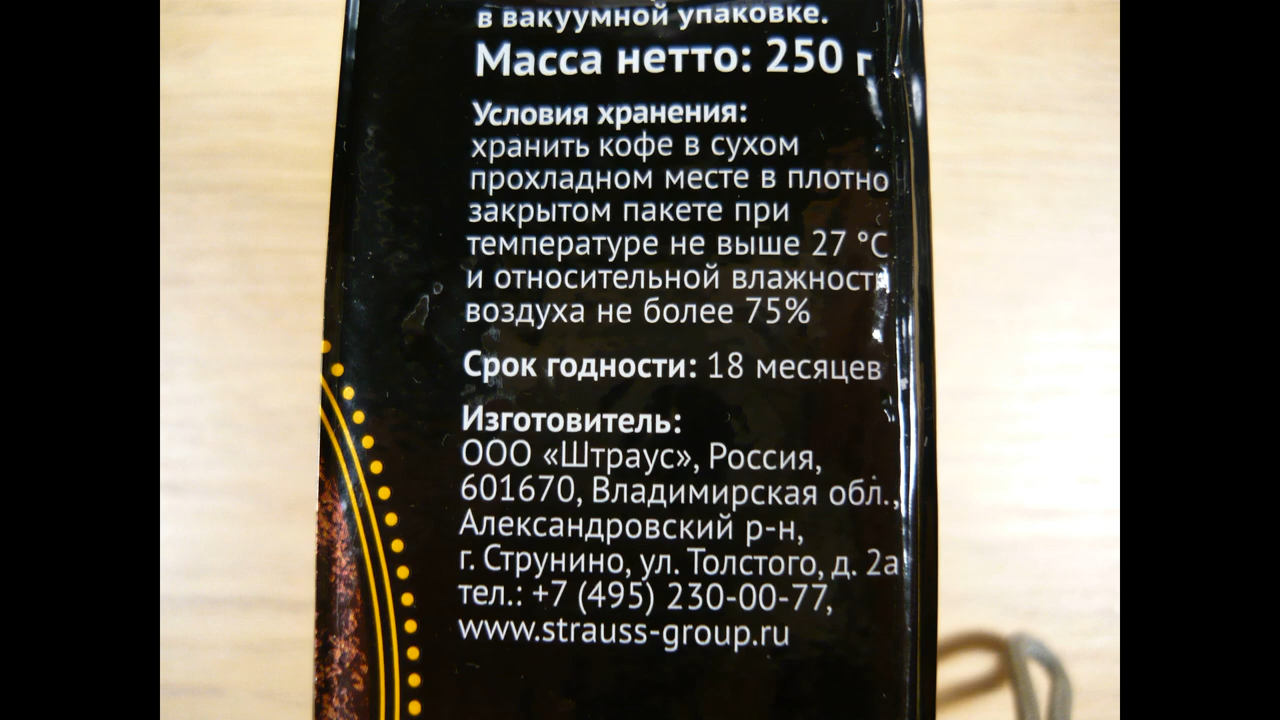 в вакуумной упаковке.
Масса нетто: 250 г
Условия хранения:
хранить кофе в сухом
прохладном месте в плотно
закрытом пакете при
температуре не выше 27 °С
и относительной влажности
воздуха не более 75%
Срок годности: 18 месяцев
Изготовитель:
ООО «Штраус», Россия,
601670, Владимирская обл.,
Александровский р-н,
г. Струнино, ул. Толстого, д. 2а
тел.: +7 (495) 230-00-77,
www.strauss-group.ru